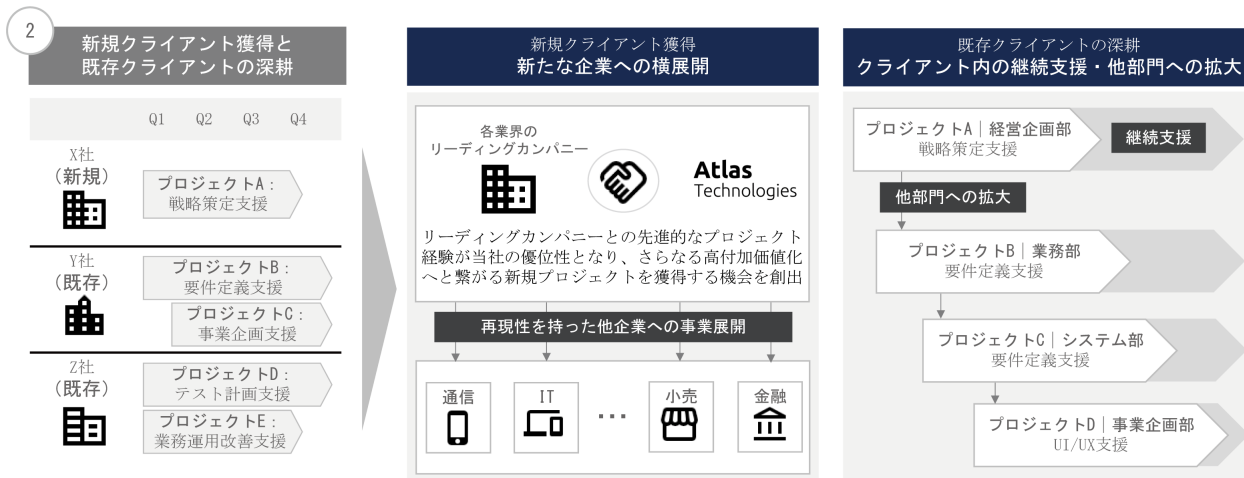 2
新規クライアント獲得と
既存クライアントの深耕
Q1 Q2 Q3 Q4
X社
(新規)
プロジェクトA：
戦略策定支援
Y社
(既存)
プロジェクトB：
要件定義支援
プロジェクトC：
事業企画支援
Z社
(既存)
プロジェクトD：
テスト計画支援
プロジェクトE：
業務運用改善支援
新規クライアント獲得
新たな企業への横展開
各業界の
リーディングカンパニー
Atlas
Technologies
リーディングカンパニーとの先進的なプロジェクト
経験が当社の優位性となり、さらなる高付加価値化
へと繋がる新規プロジェクトを獲得する機会を創出
再現性を持った他企業への事業展開
通信
IT
...
小売
金融
既存クライアントの深耕
クライアント内の継続支援・他部門への拡大
プロジェクトA｜経営企画部
戦略策定支援
継続支援
他部門への拡大
プロジェクトB｜業務部
要件定義支援
プロジェクトC｜システム部
要件定義支援
プロジェクトD｜事業企画部
UI/UX支援